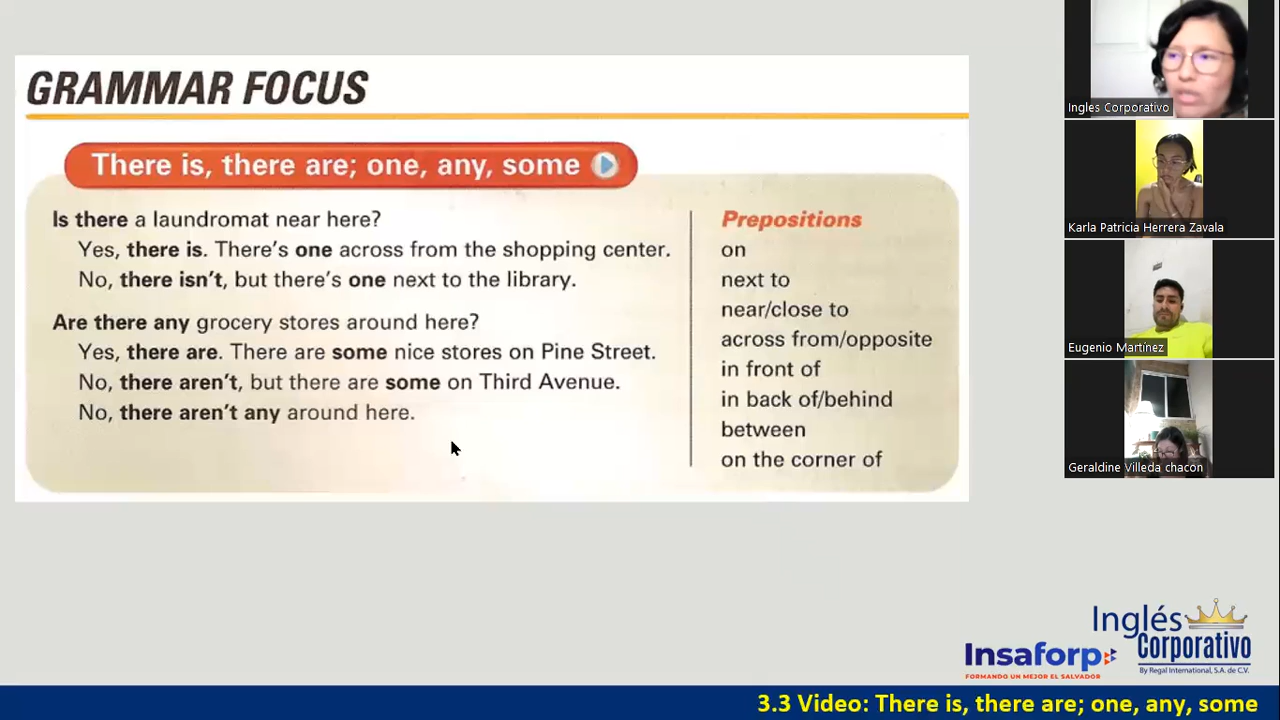 GRAMMAR FOCUS
There is, there are; one, any, some
Is there a laundromat near here?
Yes, there is. There's one across from the shopping center.
No, there isn't, but there's one next to the library.
Are there any grocery stores around here?
Yes, there are. There are some nice stores on Pine Street.
No, there aren't, but there are some on Third Avenue.
No, there aren't any around here.
Prepositions
on
next to
near/close to
across from/opposite
in front of
in back of/behind
between
on the corner of
Ingles Corporativo
Karla Patricia Herrera Zavala
Eugenio Martínez
Geraldine Villeda chacon
Insaforp
FORMANDO UN MEJOR EL SALVADOR
Inglés
Corporativo
By Regal International, S.A. de C.V.
3.3 Video: There is, there are; one, any, some